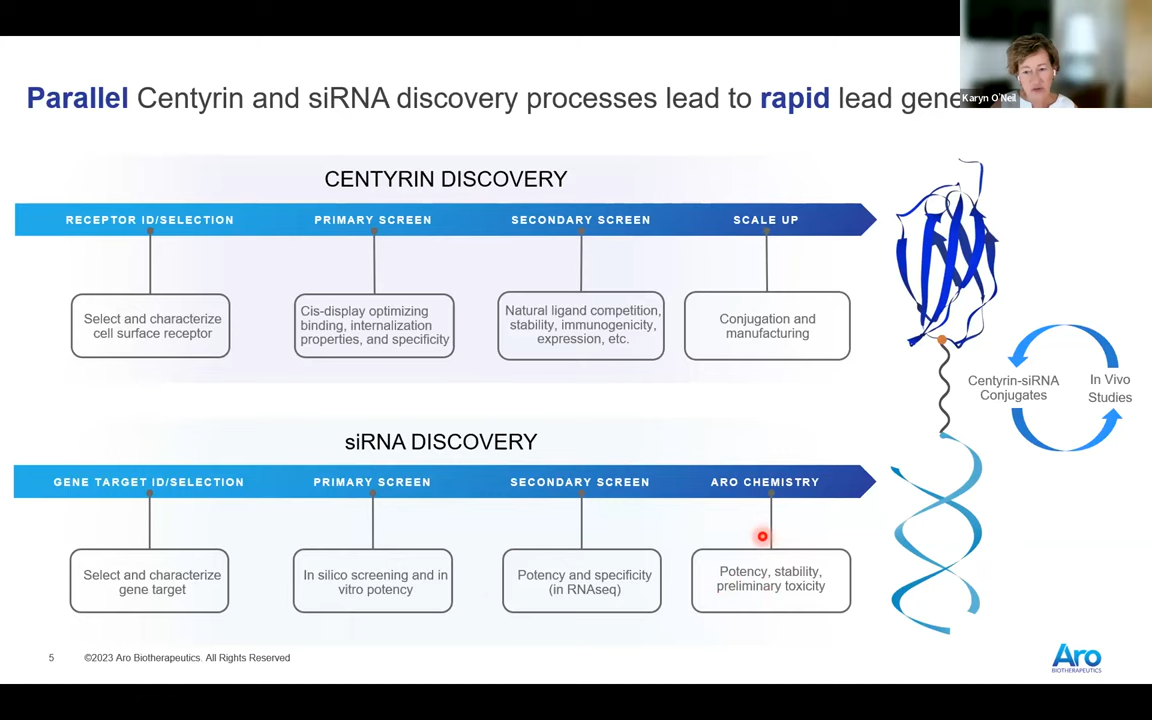 Parallel Centyrin and siRNA discovery processes lead to rapid lead gene
Karyn O'Neil
CENTYRIN DISCOVERY
RECEPTOR ID/SELECTION
PRIMARY SCREEN
SECONDARY SCREEN
SCALE UP
Select and characterize
cell surface receptor
Cis-display optimizing
binding, internalization
properties, and specificity
Natural ligand competition,
stability, immunogenicity,
expression, etc.
Conjugation and
manufacturing
Centyrin-siRNA
Conjugates
In Vivo
Studies
siRNA DISCOVERY
GENE TARGET ID/SELECTION
PRIMARY SCREEN
SECONDARY SCREEN
ARO CHEMISTRY
Select and characterize
gene target
In silico screening and in
vitro potency
Potency and specificity
(in RNAseq)
Potency, stability,
preliminary toxicity
5
©2023 Aro Biotherapeutics. All Rights Reserved
Aro
BIOTHERAPEUTICS